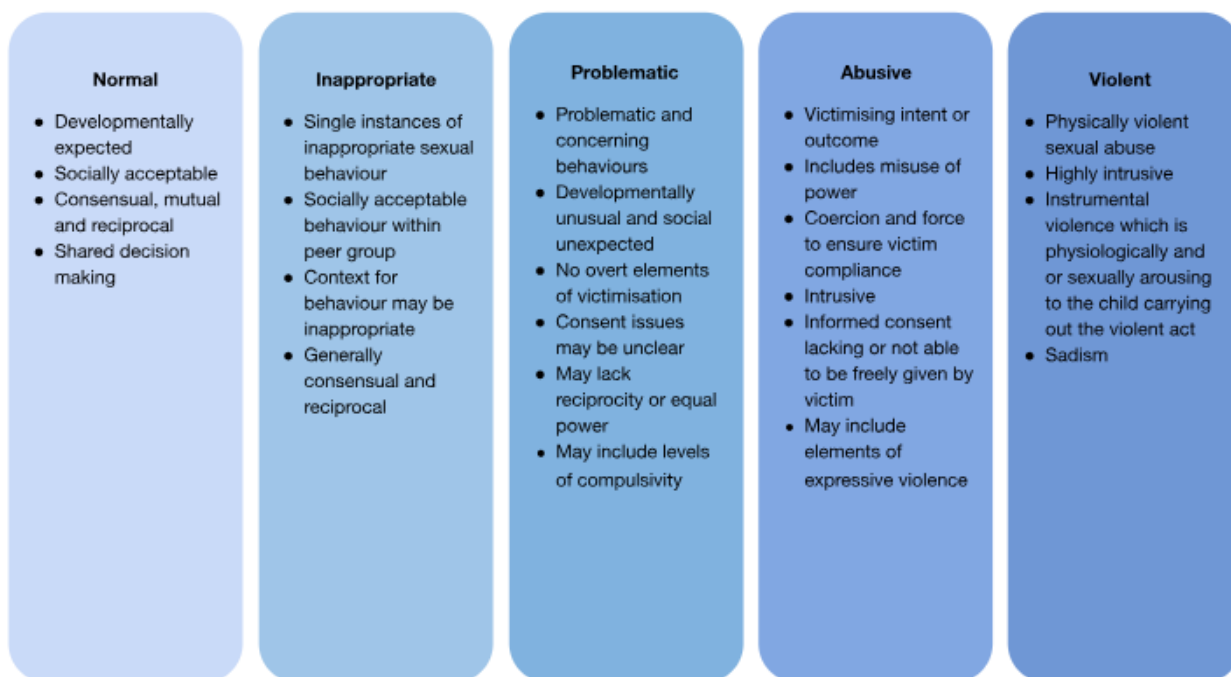 Normal
• Developmentally
expected
• Socially acceptable
• Consensual, mutual
and reciprocal
• Shared decision
making
Inappropriate
• Single instances of
inappropriate sexual
behaviour
• Socially acceptable
behaviour within
peer group
• Context for
behaviour may be
inappropriate
• Generally
consensual and
reciprocal
Problematic
• Problematic and
concerning
behaviours
• Developmentally
unusual and social
unexpected
• No overt elements
of victimisation
• Consent issues
may be unclear
• May lack
reciprocity or equal
power
• May include levels
of compulsivity
Abusive
• Victimising intent or
outcome
• Includes misuse of
power
• Coercion and force
to ensure victim
compliance
• Intrusive
• Informed consent
lacking or not able
to be freely given by
victim
• May include
elements of
expressive violence
Violent
• Physically violent
sexual abuse
• Highly intrusive
• Instrumental
violence which is
physiologically and
or sexually arousing
to the child carrying
out the violent act
• Sadism